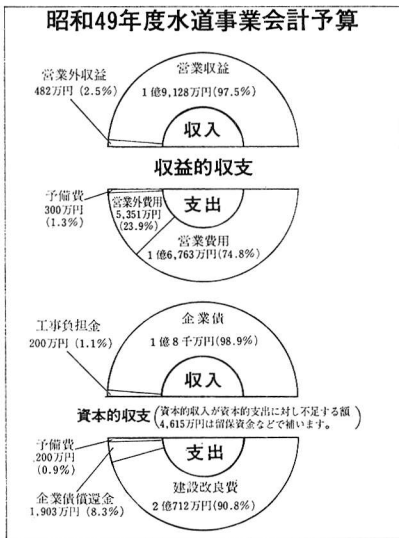 昭和49年度水道事業会計予算
営業外収益
482万円 (2.5%)
営業収益
1億9,128万円(97.5%)
収入
収益的収支
予備費
300万円
(1.3%)
営業外費用
5,351万円
(23.9%)
支出
営業費用
1億6,763万円(74.8%)
工事負担金
200万円 (1.1%)
企業債
1億8千万円(98.9%)
収入
資本的収支(資本的収入が資本的支出に対し不足する額
4,615万円は留保資金などで補います。)
予備費
200万円
(0.9%)
支出
企業債償還金
1.903万円 (8.3%)
建設改良費
2億712万円(90.8%)